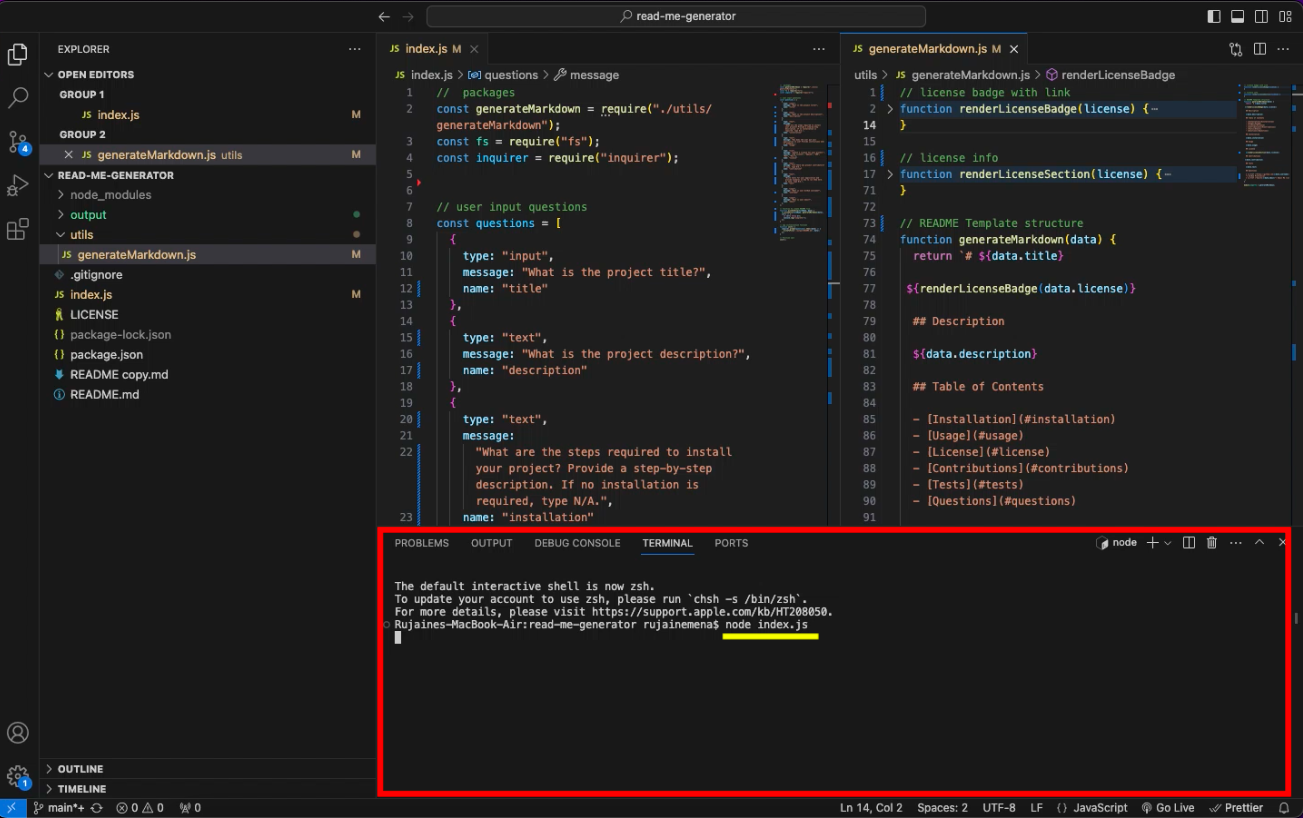 read-me-generator
EXPLORER
OPEN EDITORS
GROUP 1
JS index.js M
GROUP 2
JS generateMarkdown.js utils M
READ-ME-GENERATOR
node_modules
output
utils
JS generateMarkdown.js M
.gitignore
JS index.js M
LICENSE
{} package-lock.json
{} package.json
README copy.md
README.md
OUTLINE
TIMELINE
4
1
JS index.js M
JS index.js > questions > message
1 // packages
2 const generateMarkdown = require("./utils/
generateMarkdown");
3 const fs = require("fs");
4 const inquirer = require("inquirer");
5
6
7 // user input questions
8 const questions = [
9 {
10 type: "input",
11 message: "What is the project title?",
12 name: "title"
13 },
14 {
15 type: "text",
16 message: "What is the project description?",
17 name: "description"
18 },
19 {
20 type: "text",
21 message:
22 "What are the steps required to install
your project? Provide a step-by-step
description. If no installation is
required, type N/A.",
23 name: "installation"
JS generateMarkdown.js M
utils > JS generateMarkdown.js > renderLicenseBadge
1 // license badge with link
2 function renderLicenseBadge(license) {…
14 }
15
16 // license info
17 function renderLicenseSection(license) {…
71 }
72
73 // README Template structure
74 function generateMarkdown(data) {
75 return `# ${data.title}
76
77 ${renderLicenseBadge(data.license)}
78
79 ## Description
80
81 ${data.description}
82
83 ## Table of Contents
84
85 - [Installation](#installation)
86 - [Usage](#usage)
87 - [License](#license)
88 - [Contributions](#contributions)
89 - [Tests](#tests)
90 - [Questions](#questions)
91
PROBLEMS OUTPUT DEBUG CONSOLE TERMINAL PORTS node
The default interactive shell is now zsh.
To update your account to use zsh, please run `chsh -s /bin/zsh`.
For more details, please visit https://support.apple.com/kb/HT208050.
Rujaines-MacBook-Air:read-me-generator rujainemena$ node index.js
main*+ 0 0 0 Ln 14, Col 2 Spaces: 2 UTF-8 LF {} JavaScript Go Live Prettier